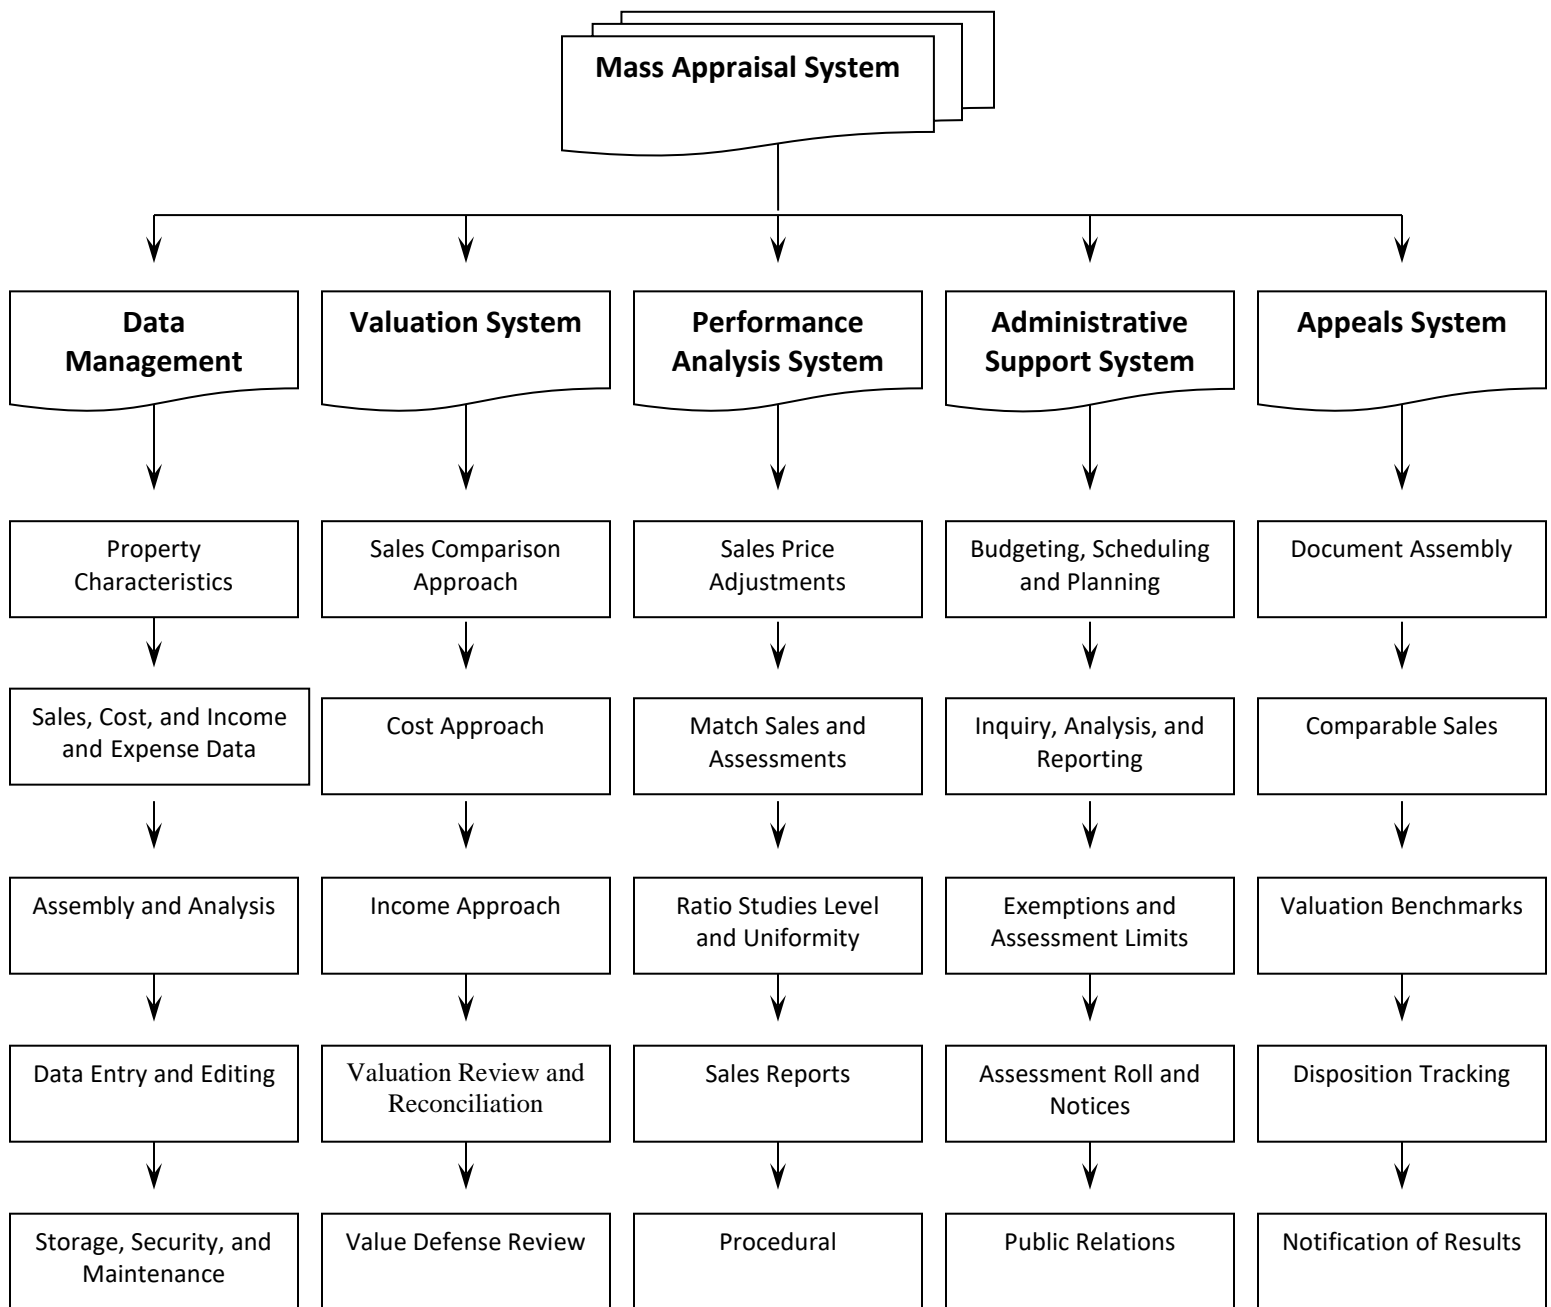 Mass Appraisal System
Data
Management
Valuation System
Performance
Analysis System
Administrative
Support System
Appeals System
Property
Characteristics
Sales Comparison
Approach
Sales Price
Adjustments
Budgeting, Scheduling
and Planning
Document Assembly
Sales, Cost, and Income
and Expense Data
Cost Approach
Match Sales and
Assessments
Inquiry, Analysis, and
Reporting
Comparable Sales
Assembly and Analysis
Income Approach
Ratio Studies Level
and Uniformity
Exemptions and
Assessment Limits
Valuation Benchmarks
Data Entry and Editing
Valuation Review and
Reconciliation
Sales Reports
Assessment Roll and
Notices
Disposition Tracking
Storage, Security, and
Maintenance
Value Defense Review
Procedural
Public Relations
Notification of Results